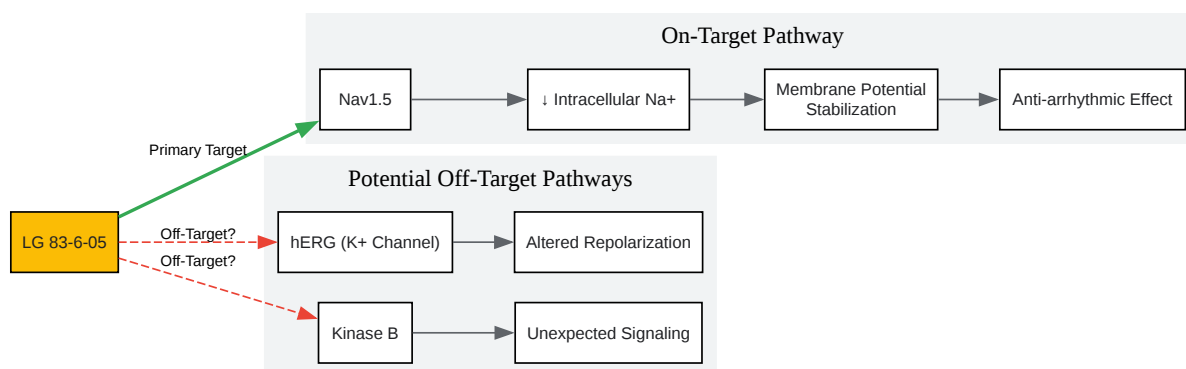 On-Target Pathway
Nav1.5
↓ Intracellular Na+
Membrane Potential
Stabilization
Anti-arrhythmic Effect
Primary Target
Potential Off-Target Pathways
LG 83-6-05
Off-Target?
hERG (K+ Channel)
Altered Repolarization
Off-Target?
Kinase B
Unexpected Signaling